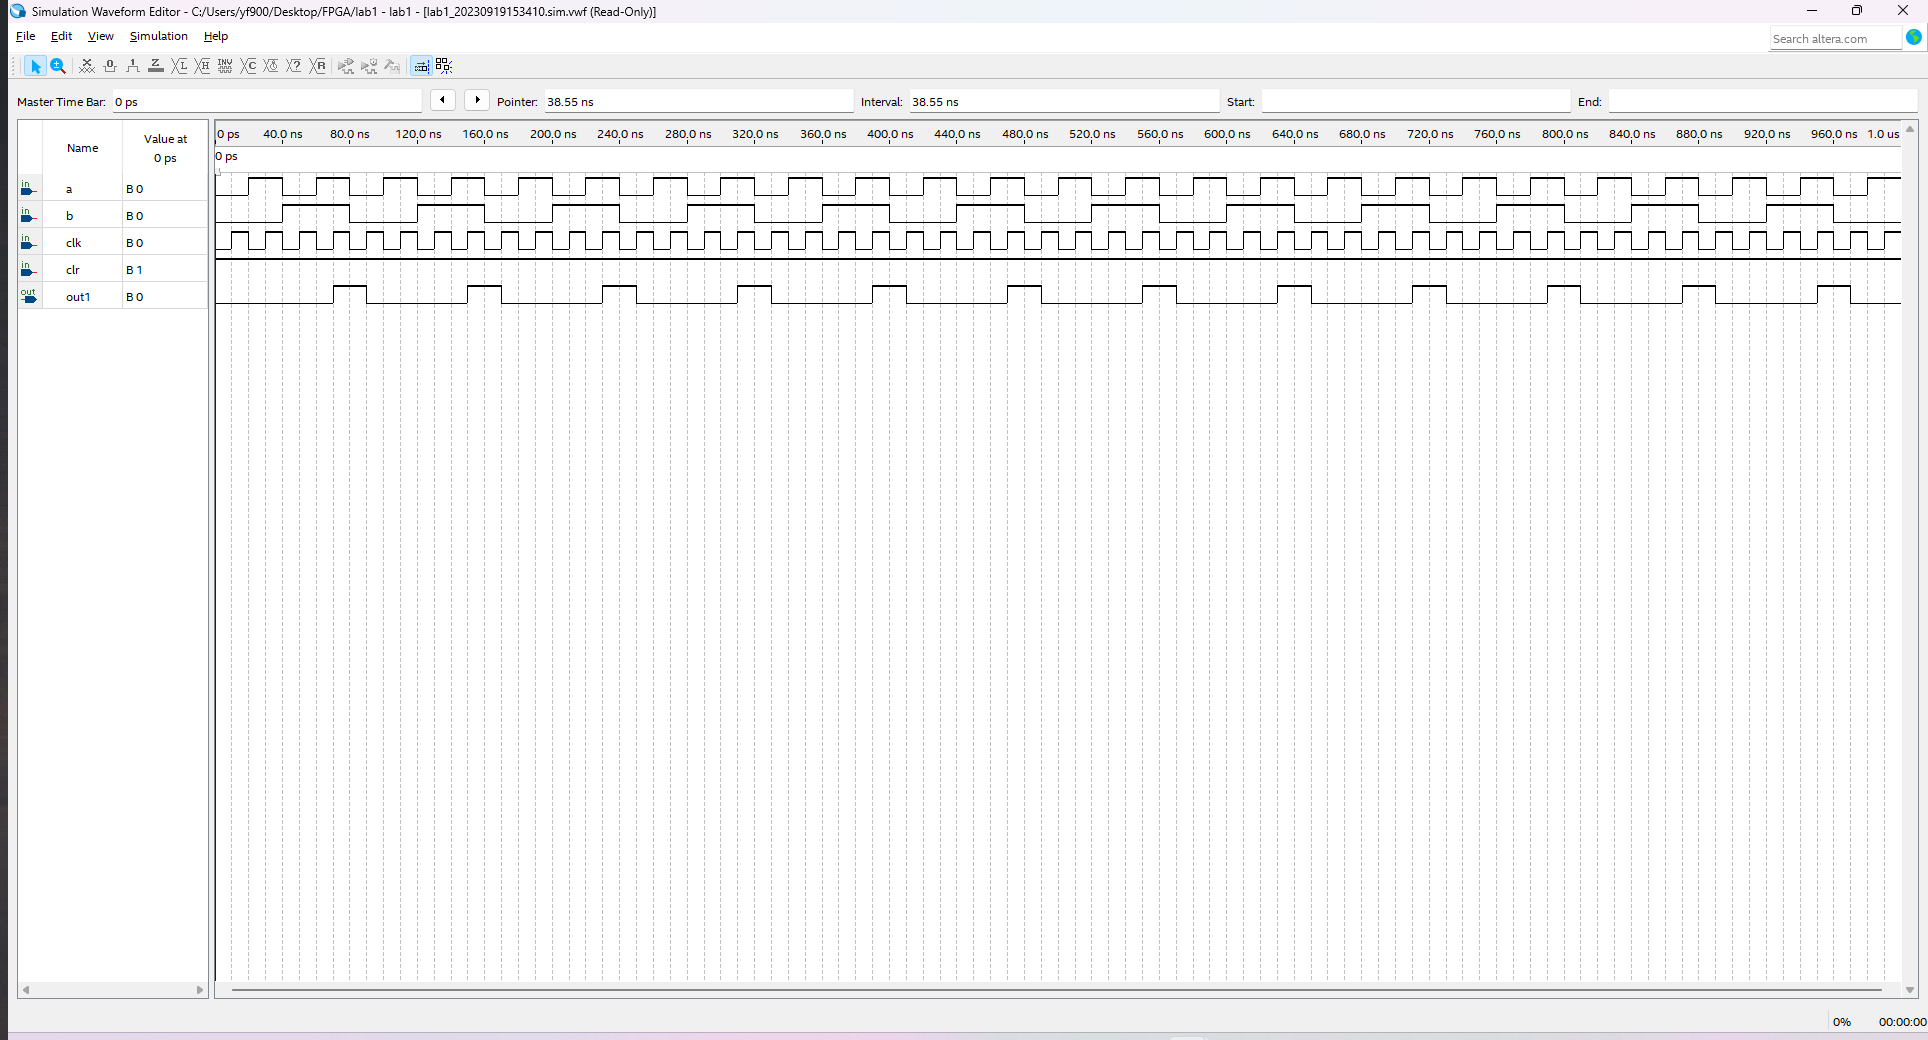 Simulation Waveform Editor - C:/Users/yf900/Desktop/FPGA/lab1 - lab1 - [lab1_20230919153410.sim.vwf (Read-Only)]
File Edit View Simulation Help
Search altera.com
Master Time Bar: 0 ps Pointer: 38.55 ns Interval: 38.55 ns Start: End:
Name Value at
0 ps
0 ps 40.0 ns 80.0 ns 120.0 ns 160.0 ns 200.0 ns 240.0 ns 280.0 ns 320.0 ns 360.0 ns 400.0 ns 440.0 ns 480.0 ns 520.0 ns 560.0 ns 600.0 ns 640.0 ns 680.0 ns 720.0 ns 760.0 ns 800.0 ns 840.0 ns 880.0 ns 920.0 ns 960.0 ns 1.0 us
0 ps
in a B 0
in b B 0
in clk B 0
in clr B 1
out out1 B 0
0% 00:00:00